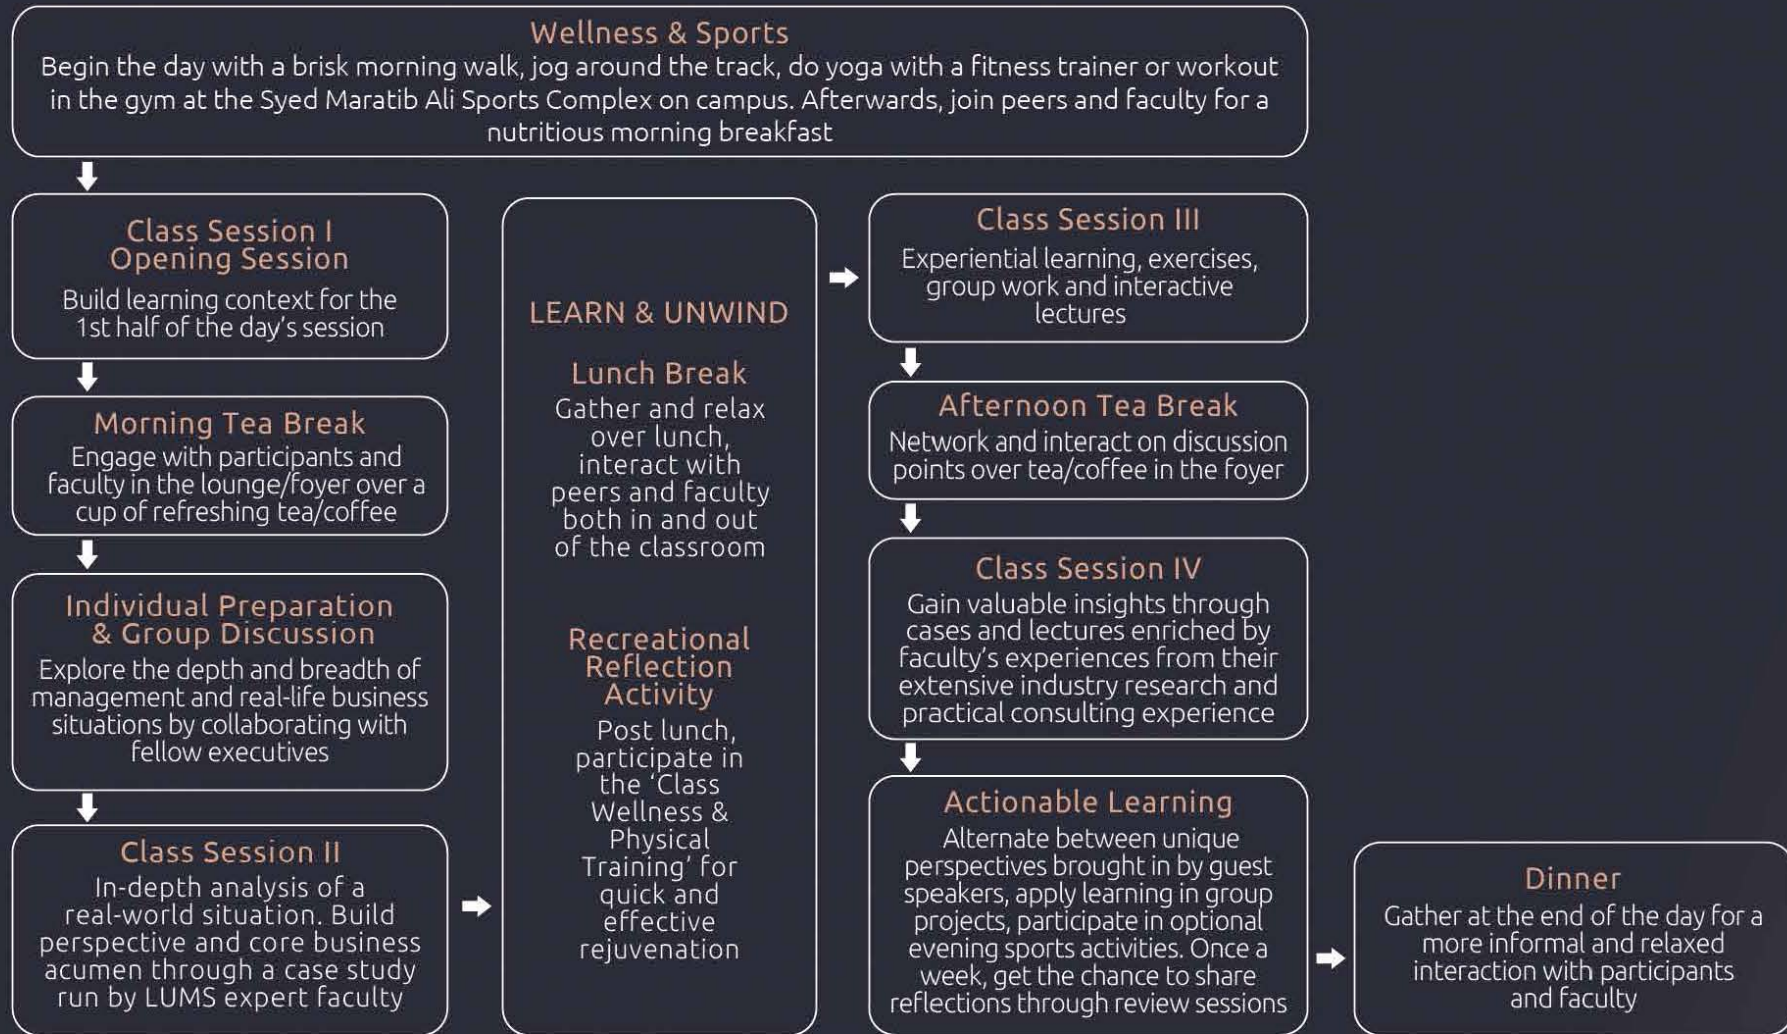 Wellness & Sports
Begin the day with a brisk morning walk, jog around the track, do yoga with a fitness trainer or workout
in the gym at the Syed Maratib Ali Sports Complex on campus. Afterwards, join peers and faculty for a
nutritious morning breakfast
Class Session I
Opening Session
Build learning context for the
1st half of the day's session
Morning Tea Break
Engage with participants and
faculty in the lounge/foyer over a
cup of refreshing tea/coffee
Individual Preparation
& Group Discussion
Explore the depth and breadth of
management and real-life business
situations by collaborating with
fellow executives
Class Session II
In-depth analysis of a
real-world situation. Build
perspective and core business
acumen through a case study
run by LUMS expert faculty
LEARN & UNWIND
Lunch Break
Gather and relax
over lunch,
interact with
peers and faculty
both in and out
of the classroom
Recreational
Reflection
Activity
Post lunch,
participate in
the 'Class
Wellness &
Physical
Training' for
quick and
effective
rejuvenation
Class Session III
Experiential learning, exercises,
group work and interactive
lectures
Afternoon Tea Break
Network and interact on discussion
points over tea/coffee in the foyer
Class Session IV
Gain valuable insights through
cases and lectures enriched by
faculty's experiences from their
extensive industry research and
practical consulting experience
Actionable Learning
Alternate between unique
perspectives brought in by guest
speakers, apply learning in group
projects, participate in optional
evening sports activities. Once a
week, get the chance to share
reflections through review sessions
Dinner
Gather at the end of the day for a
more informal and relaxed
interaction with participants
and faculty